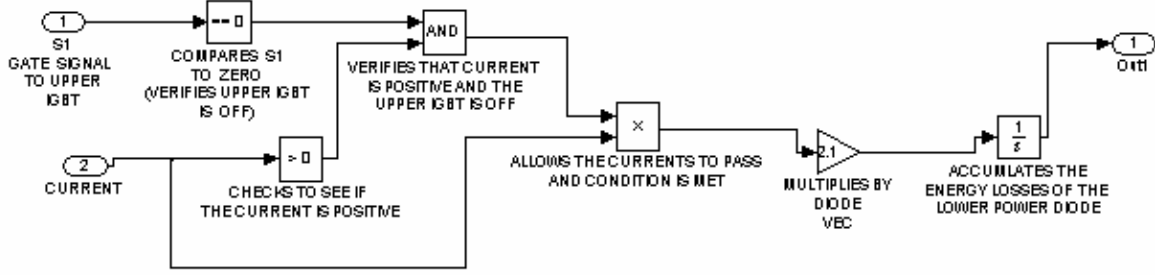 1
S1
GATE SIGNAL
TO UPPER
IGBT
== 0
COMPARES S1
TO ZERO
(VERIFIES UPPER IGBT
IS OFF)
AND
VERIFIES THAT CURRENT
IS POSITIVE AND THE
UPPER IGBT IS OFF
2
CURRENT
> 0
CHECKS TO SEE IF
THE CURRENT IS POSITIVE
×
ALLOWS THE CURRENTS TO PASS
AND CONDITION IS MET
2.1
MULTIPLIES BY
DIODE
VEC
1
s
ACCUMLATES THE
ENERGY LOSSES OF THE
LOWER POWER DIODE
1
Out1